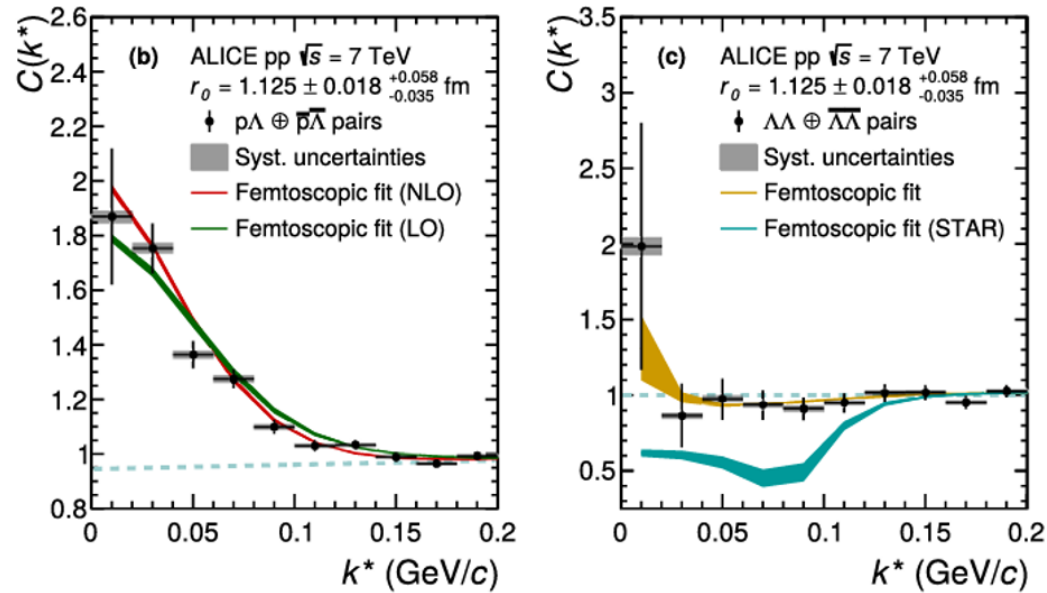 C(k*)
2.6
2.4
2.2
2
1.8
1.6
1.4
1.2
1
0.8
(b) ALICE pp √s = 7 TeV
r₀ = 1.125 ± 0.018 +0.058 -0.035 fm
pΛ ⊕ p̅Λ̅ pairs
Syst. uncertainties
Femtoscopic fit (NLO)
Femtoscopic fit (LO)
0 0.05 0.1 0.15 0.2
k* (GeV/c)
C(k*)
3.5
3
2.5
2
1.5
1
0.5
(c) ALICE pp √s = 7 TeV
r₀ = 1.125 ± 0.018 +0.058 -0.035 fm
ΛΛ ⊕ Λ̅Λ̅ pairs
Syst. uncertainties
Femtoscopic fit
Femtoscopic fit (STAR)
0 0.05 0.1 0.15 0.2
k* (GeV/c)